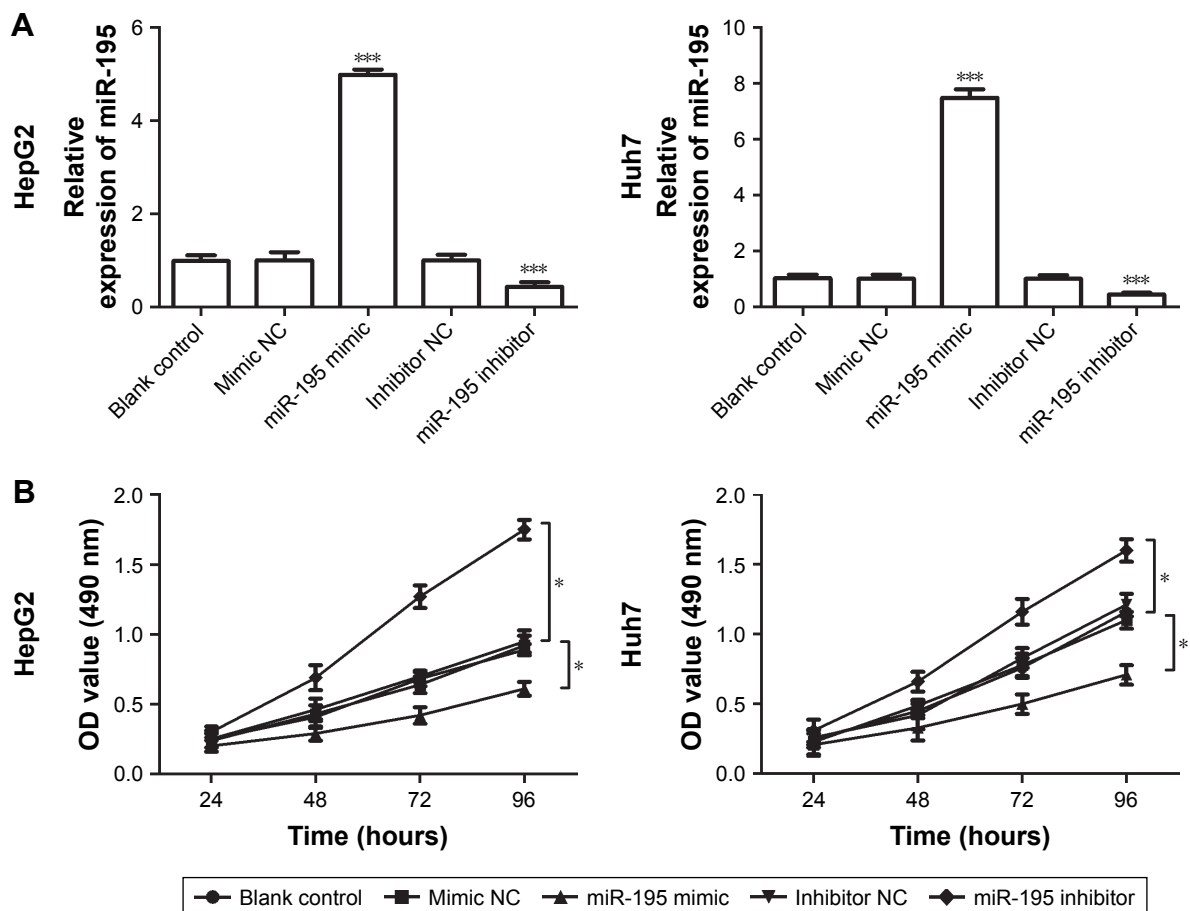 A
HepG2
Relative
expression of miR-195
6
4
2
0
***
***
Blank control
Mimic NC
miR-195 mimic
Inhibitor NC
miR-195 inhibitor
Huh7
Relative
expression of miR-195
10
8
6
4
2
0
***
***
Blank control
Mimic NC
miR-195 mimic
Inhibitor NC
miR-195 inhibitor
B
HepG2
OD value (490 nm)
2.0
1.5
1.0
0.5
0.0
*
*
24 48 72 96
Time (hours)
Huh7
OD value (490 nm)
2.0
1.5
1.0
0.5
0.0
*
*
24 48 72 96
Time (hours)
Blank control Mimic NC miR-195 mimic Inhibitor NC miR-195 inhibitor